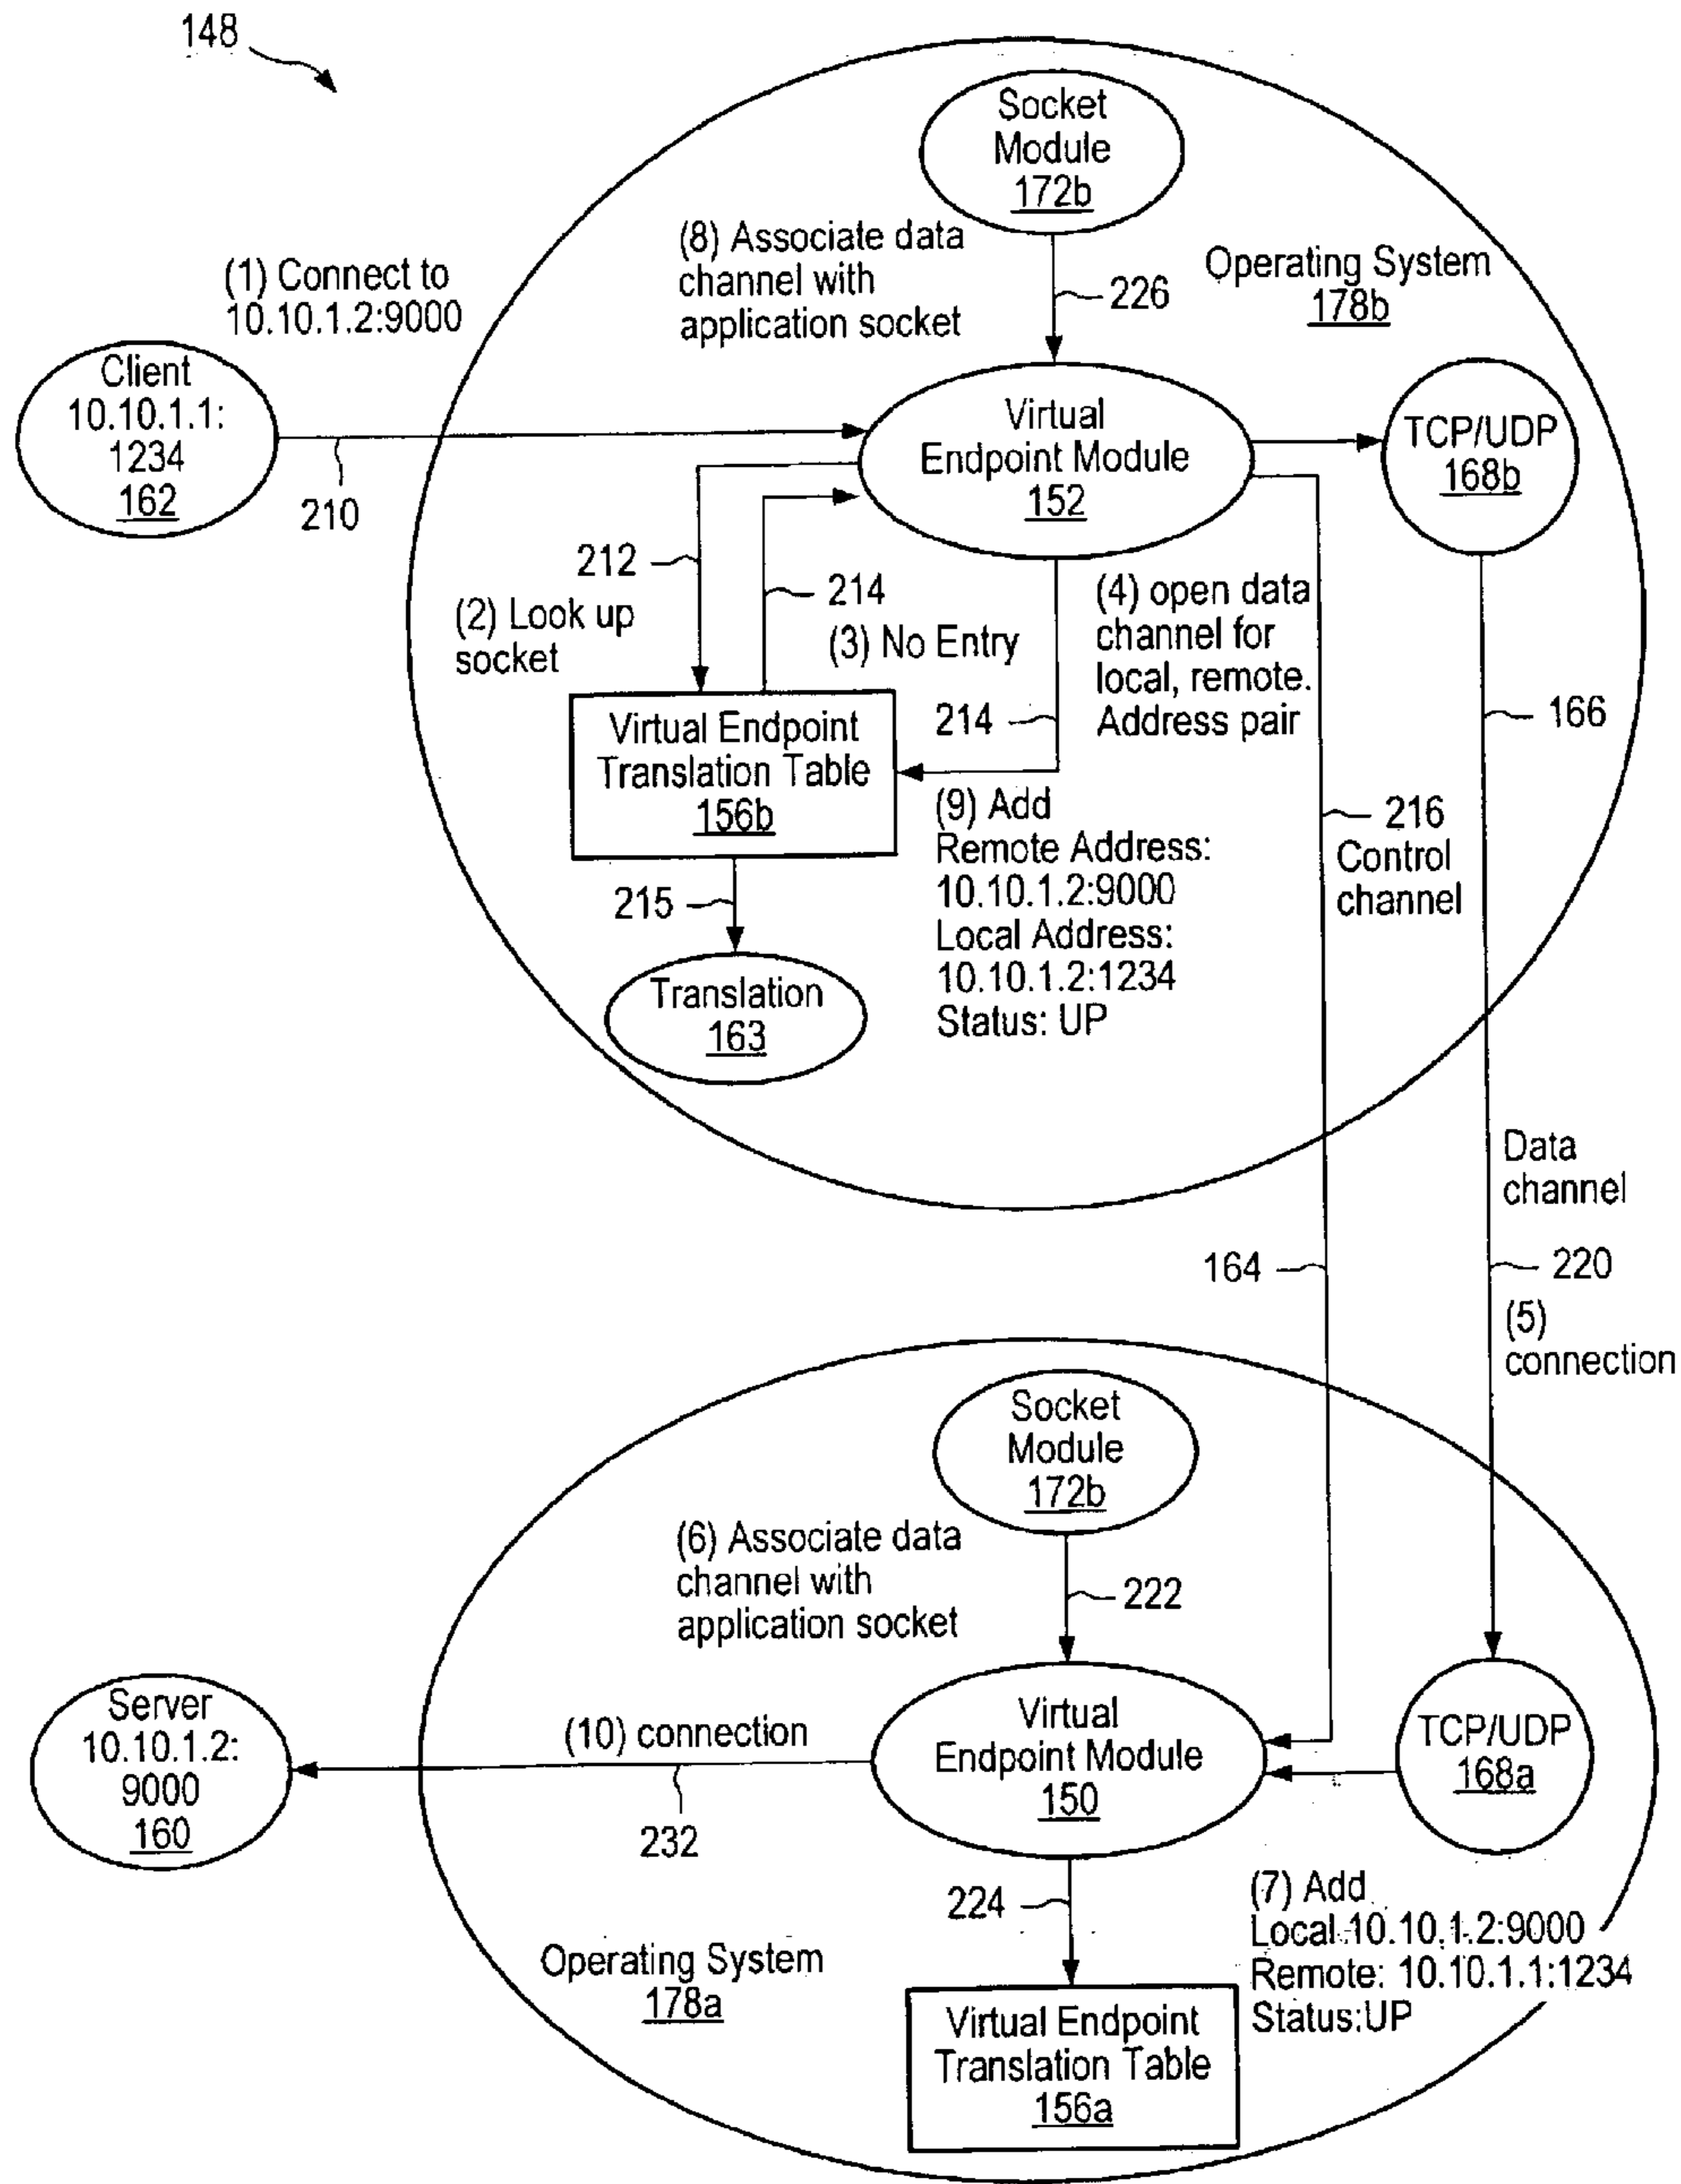 148
Socket
Module
172b
(8) Associate data
channel with
application socket
226
Operating System
178b
(1) Connect to
10.10.1.2:9000
Client
10.10.1.1:
1234
162
210
Virtual
Endpoint Module
152
TCP/UDP
168b
212
(2) Look up
socket
214
(3) No Entry
214
(4) open data
channel for
local, remote.
Address pair
166
Virtual Endpoint
Translation Table
156b
(9) Add
Remote Address:
10.10.1.2:9000
Local Address:
10.10.1.2:1234
Status: UP
216
Control
channel
215
Translation
163
Data
channel
164
220
(5)
connection
Socket
Module
172b
(6) Associate data
channel with
application socket
222
Server
10.10.1.2:
9000
160
(10) connection
232
Virtual
Endpoint Module
150
TCP/UDP
168a
224
(7) Add
Local 10.10.1.2:9000
Remote: 10.10.1.1:1234
Status:UP
Operating System
178a
Virtual Endpoint
Translation Table
156a